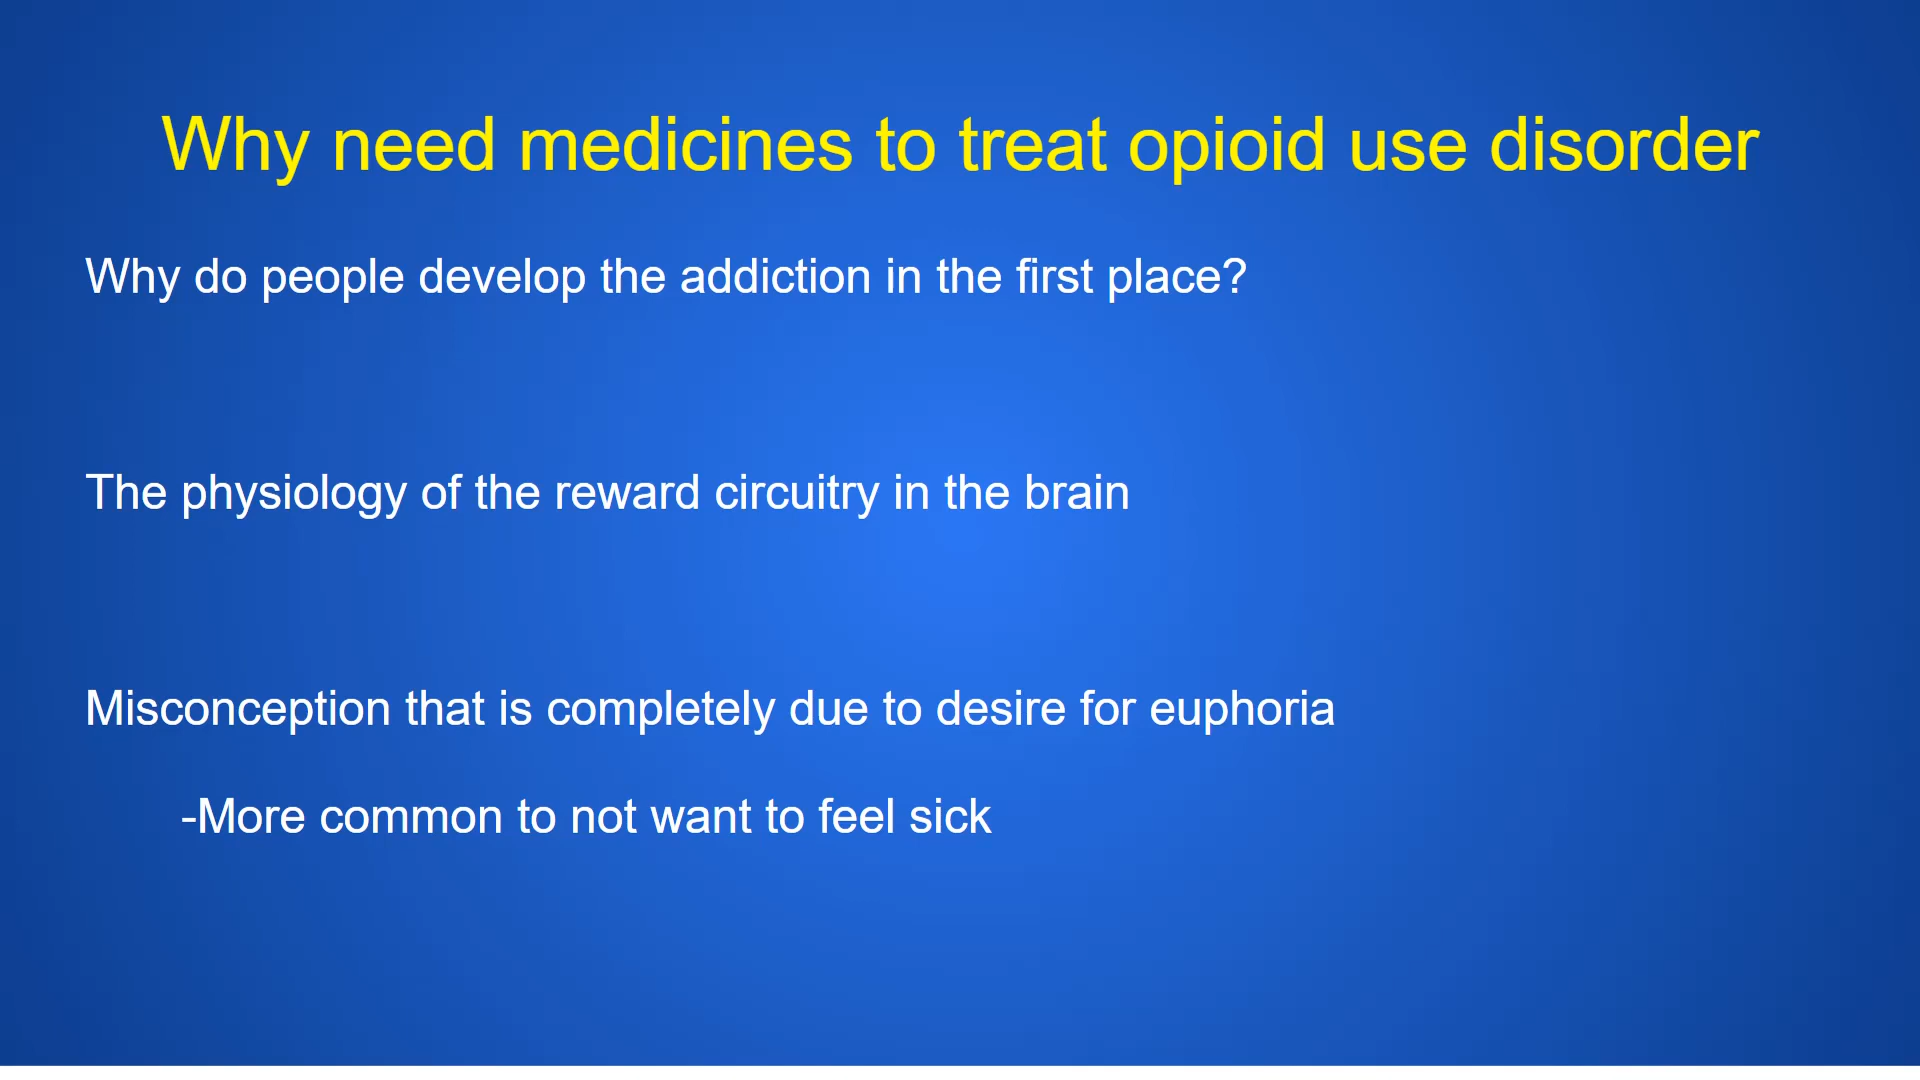 Why need medicines to treat opioid use disorder
Why do people develop the addiction in the first place?
The physiology of the reward circuitry in the brain
Misconception that is completely due to desire for euphoria
-More common to not want to feel sick